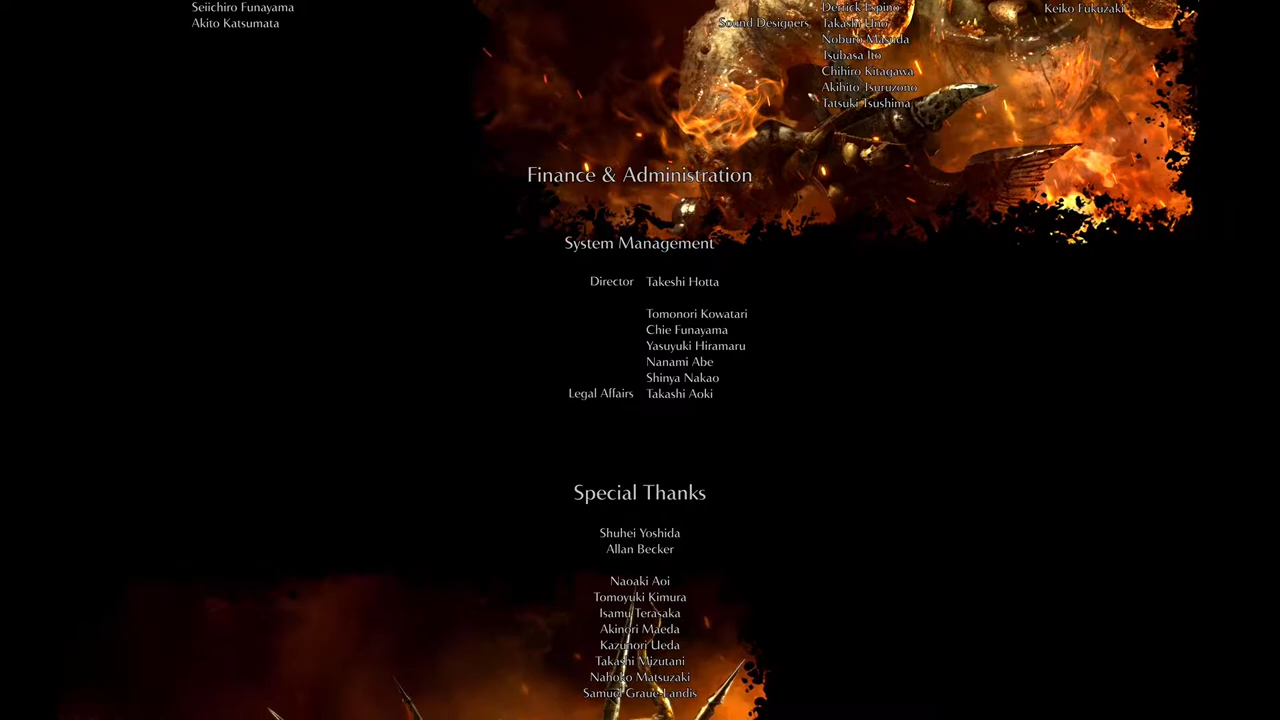 Seiichiro Funayama
Akito Katsumata
Derrick Espino
Sound Designers Takashi Uno
Noburo Masuda
Tsubasa Ito
Chihiro Kitagawa
Akihito Tsuruzono
Tatsuki Tsushima
Keiko Fukuzaki
Finance & Administration
System Management
Director Takeshi Hotta
Tomonori Kowatari
Chie Funayama
Yasuyuki Hiramaru
Nanami Abe
Shinya Nakao
Legal Affairs Takashi Aoki
Special Thanks
Shuhei Yoshida
Allan Becker
Naoaki Aoi
Tomoyuki Kimura
Isamu Terasaka
Akinori Maeda
Kazunori Ueda
Takashi Mizutani
Nahoko Matsuzaki
Samuel Graue-Landis